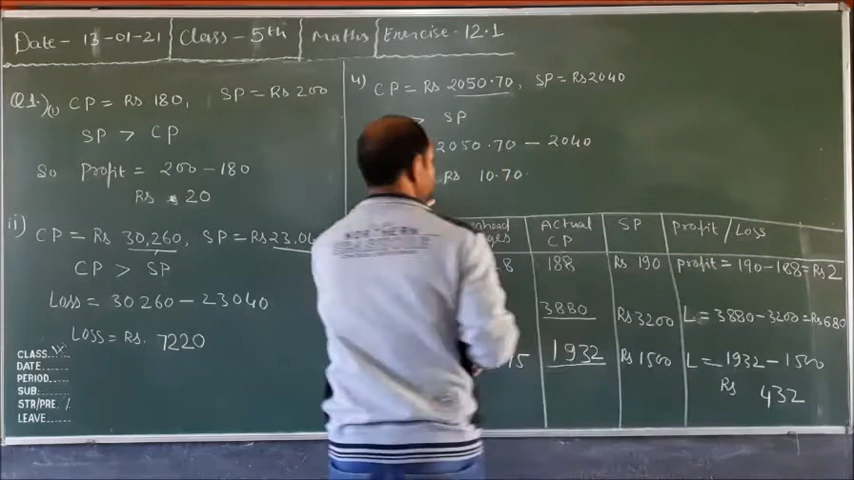 Date - 13-01-21 Class - 5th Maths Exercise - 12.1
Q1.) (i) CP = Rs 180, SP = Rs 200
SP > CP
So Profit = 200 - 180
Rs 20
ii) CP = Rs 30,260, SP = Rs 23,04
CP > SP
Loss = 30260 - 23040
Loss = Rs. 7220
CLASS
DATE
PERIOD
SUB:
STR/PRE. /
LEAVE
4) CP = Rs 2050.70, SP = Rs 2040
> SP
2050.70 - 2040
Rs 10.70
Actual CP SP Profit/Loss
8 188 Rs 190 Profit = 190 - 188 = Rs 2
3880 Rs 3200 L = 3880 - 3200 = Rs 680
75 1932 Rs 1500 L = 1932 - 1500
Rs 432
NORTHERN